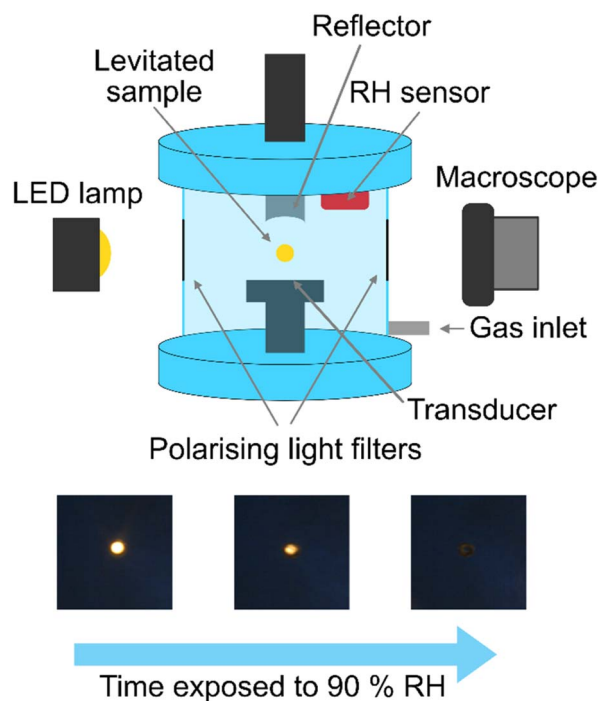 Reflector
Levitated
sample
RH sensor
LED lamp
Macroscope
Gas inlet
Transducer
Polarising light filters
Time exposed to 90 % RH